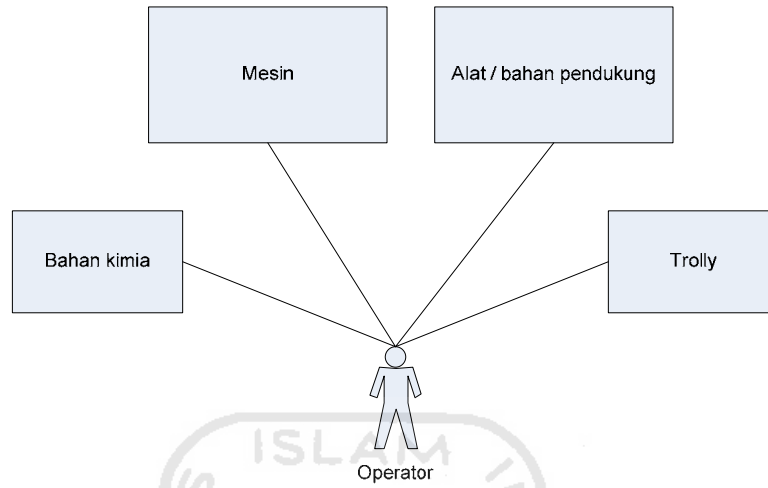 Mesin
Alat / bahan pendukung
Bahan kimia
Trolly
ISLAM
Operator